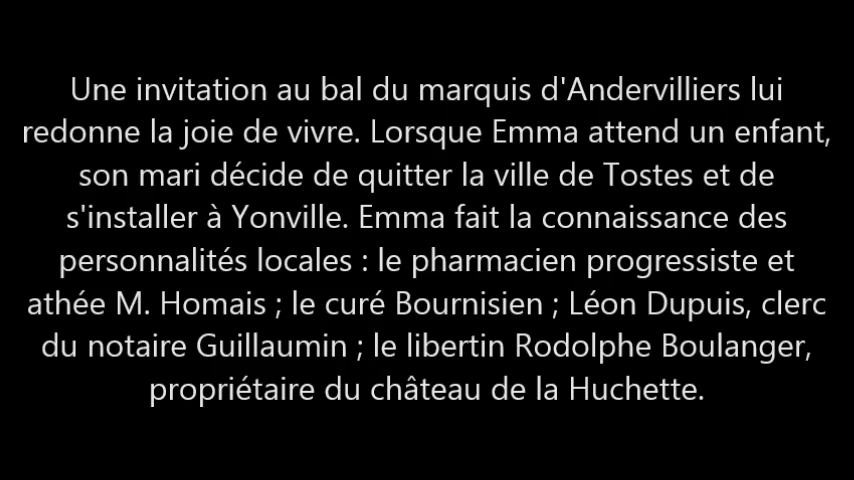 Une invitation au bal du marquis d'Andervilliers lui
redonne la joie de vivre. Lorsque Emma attend un enfant,
son mari décide de quitter la ville de Tostes et de
s'installer à Yonville. Emma fait la connaissance des
personnalités locales : le pharmacien progressiste et
athée M. Homais ; le curé Bournisien ; Léon Dupuis, clerc
du notaire Guillaumin ; le libertin Rodolphe Boulanger,
propriétaire du château de la Huchette.